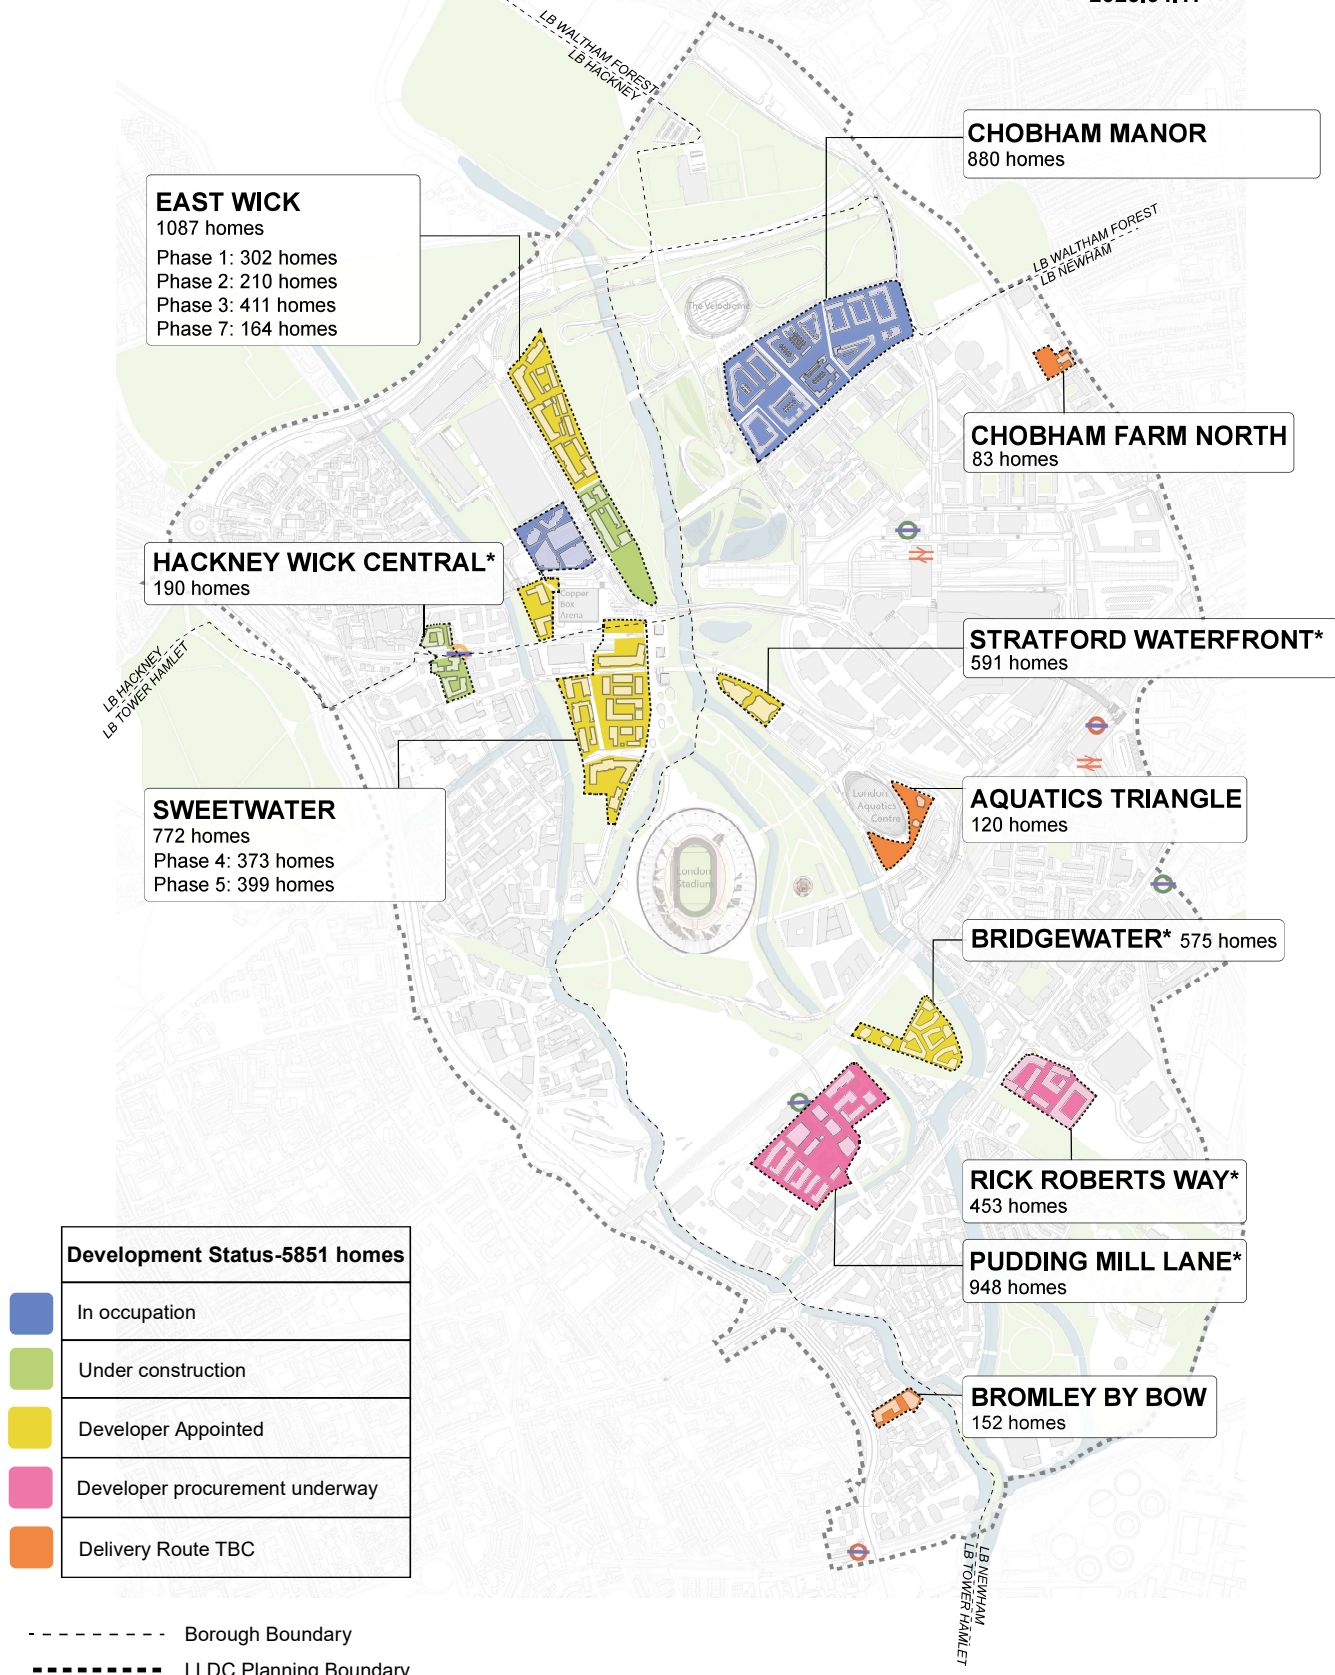 LB WALTHAM FOREST
LB HACKNEY
CHOBHAM MANOR
880 homes
EAST WICK
1087 homes
Phase 1: 302 homes
Phase 2: 210 homes
Phase 3: 411 homes
Phase 7: 164 homes
LB WALTHAM FOREST
LB NEWHAM
The Velodrome
CHOBHAM FARM NORTH
83 homes
HACKNEY WICK CENTRAL*
190 homes
Copper
Box
Arena
LB HACKNEY
LB TOWER HAMLET
STRATFORD WATERFRONT*
591 homes
SWEETWATER
772 homes
Phase 4: 373 homes
Phase 5: 399 homes
London
Aquatics
Centre
AQUATICS TRIANGLE
120 homes
London
Stadium
BRIDGEWATER* 575 homes
RICK ROBERTS WAY*
453 homes
PUDDING MILL LANE*
948 homes
BROMLEY BY BOW
152 homes
Development Status-5851 homes
In occupation
Under construction
Developer Appointed
Developer procurement underway
Delivery Route TBC
LB NEWHAM
LB TOWER HAMLET
Borough Boundary
LLDC Planning Boundary